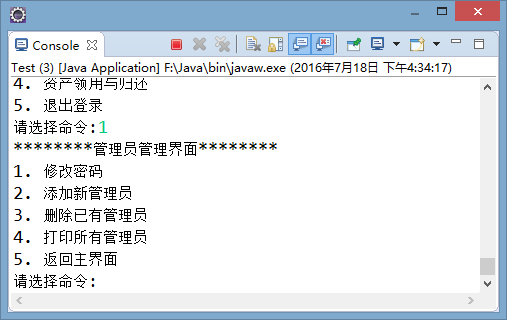 Console
Test (3) [Java Application] F:\Java\bin\javaw.exe (2016年7月18日 下午4:34:17)
4. 资产领用与归还
5. 退出登录
请选择命令:1
********管理员管理界面********
1. 修改密码
2. 添加新管理员
3. 删除已有管理员
4. 打印所有管理员
5. 返回主界面
请选择命令: